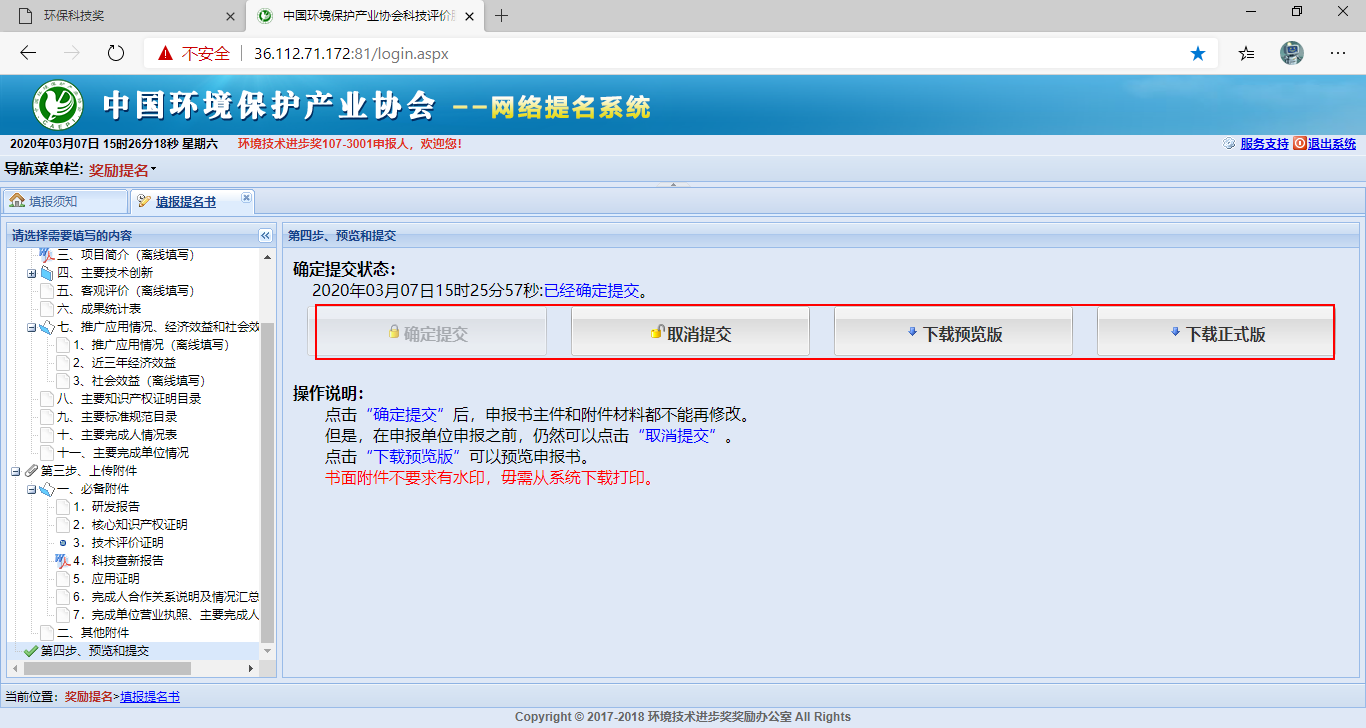 环保科技奖
中国环境保护产业协会科技评价
不安全 36.112.71.172:81/login.aspx
中国环境保护产业协会 --网络提名系统
2020年03月07日 15时26分18秒 星期六 环境技术进步奖107-3001申报人，欢迎您!
服务支持 退出系统
导航菜单栏: 奖励提名
填报须知 填报提名书
请选择需要填写的内容
三、项目简介（离线填写）
四、主要技术创新
五、客观评价（离线填写）
六、成果统计表
七、推广应用情况、经济效益和社会效
1、推广应用情况（离线填写）
2、近三年经济效益
3、社会效益（离线填写）
八、主要知识产权证明目录
九、主要标准规范目录
十、主要完成人情况表
十一、主要完成单位情况
第三步、上传附件
一、必备附件
1．研发报告
2．核心知识产权证明
3．技术评价证明
4．科技查新报告
5．应用证明
6．完成人合作关系说明及情况汇总
7．完成单位营业执照、主要完成人
二、其他附件
第四步、预览和提交
第四步、预览和提交
确定提交状态：
2020年03月07日15时25分57秒:已经确定提交。
确定提交 取消提交 下载预览版 下载正式版
操作说明：
点击“确定提交”后，申报书主件和附件材料都不能再修改。
但是，在申报单位申报之前，仍然可以点击“取消提交”。
点击“下载预览版”可以预览申报书。
书面附件不要求有水印，毋需从系统下载打印。
当前位置：奖励提名>填报提名书
Copyright © 2017-2018 环境技术进步奖奖励办公室 All Rights